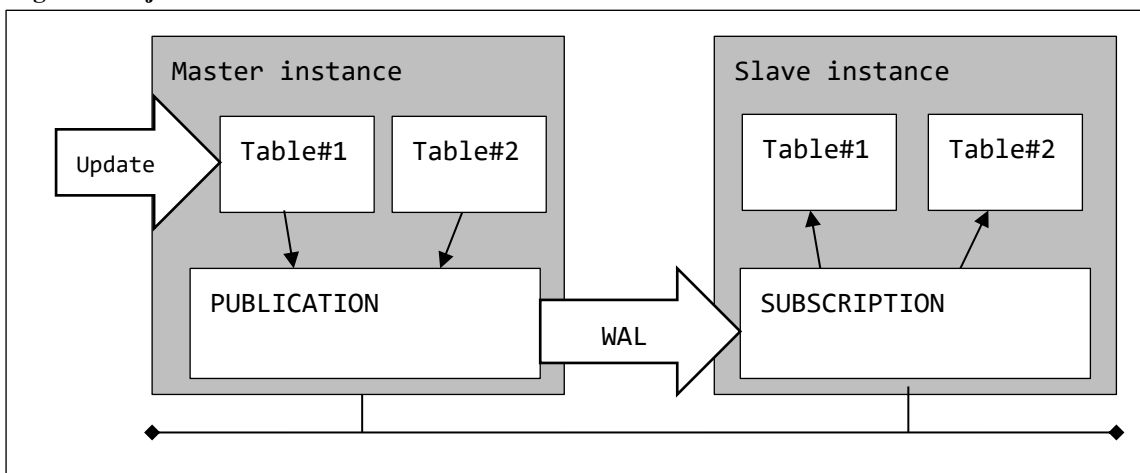 Master instance
Slave instance
Update
Table#1
Table#2
Table#1
Table#2
PUBLICATION
SUBSCRIPTION
WAL